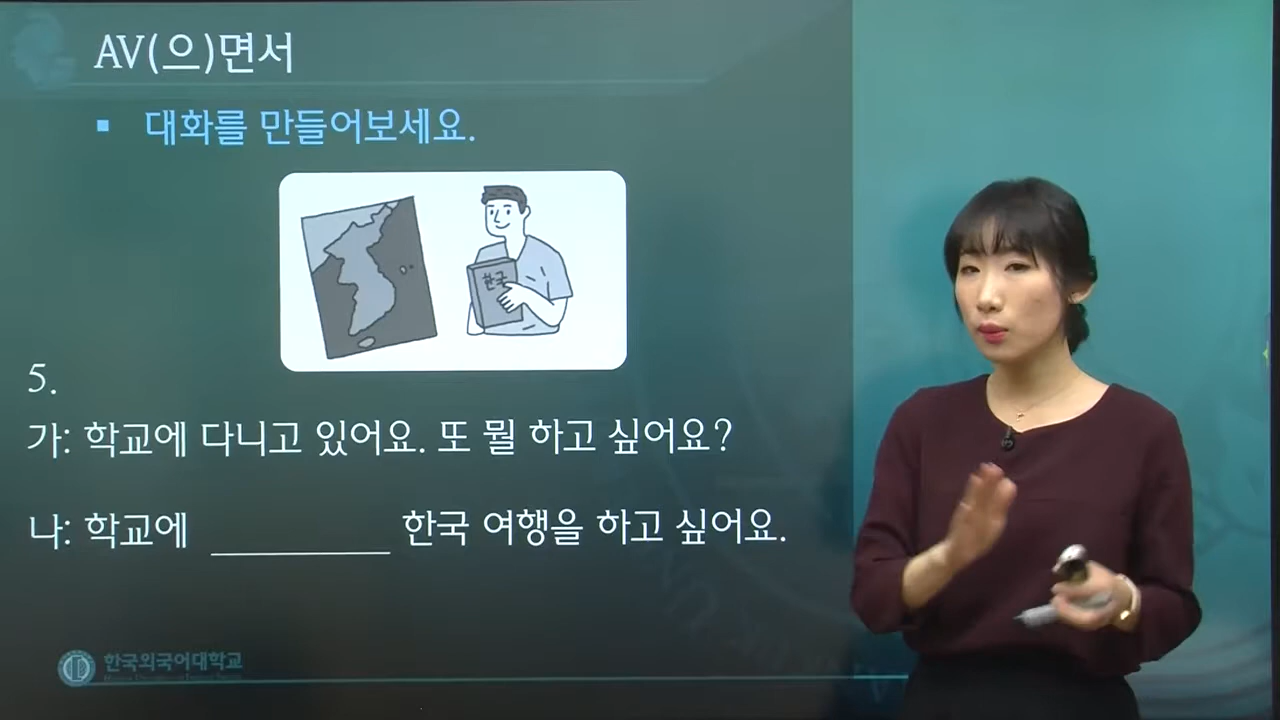 AV(으)면서
▪ 대화를 만들어보세요.
한국
5.
가: 학교에 다니고 있어요. 또 뭘 하고 싶어요?
나: 학교에 __________ 한국 여행을 하고 싶어요.
한국외국어대학교